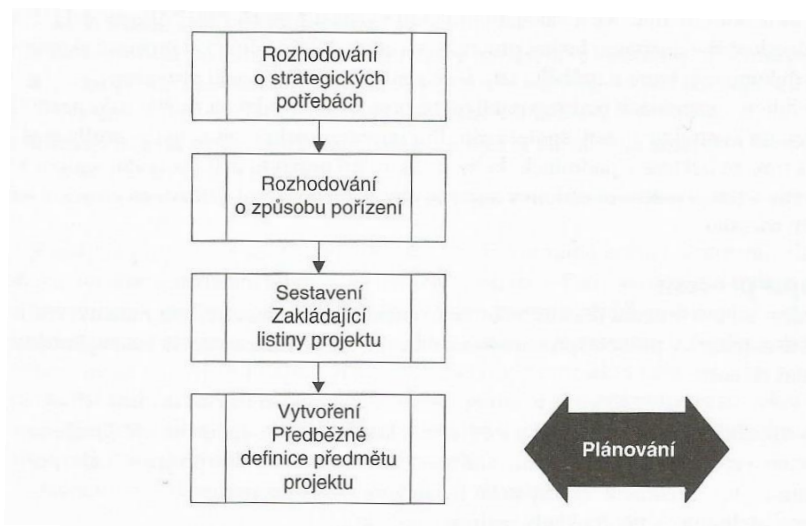 Rozhodování
o strategických
potřebách
Rozhodování
o způsobu pořízení
Sestavení
Zakládající
listiny projektu
Vytvoření
Předběžné
definice předmětu
projektu
Plánování